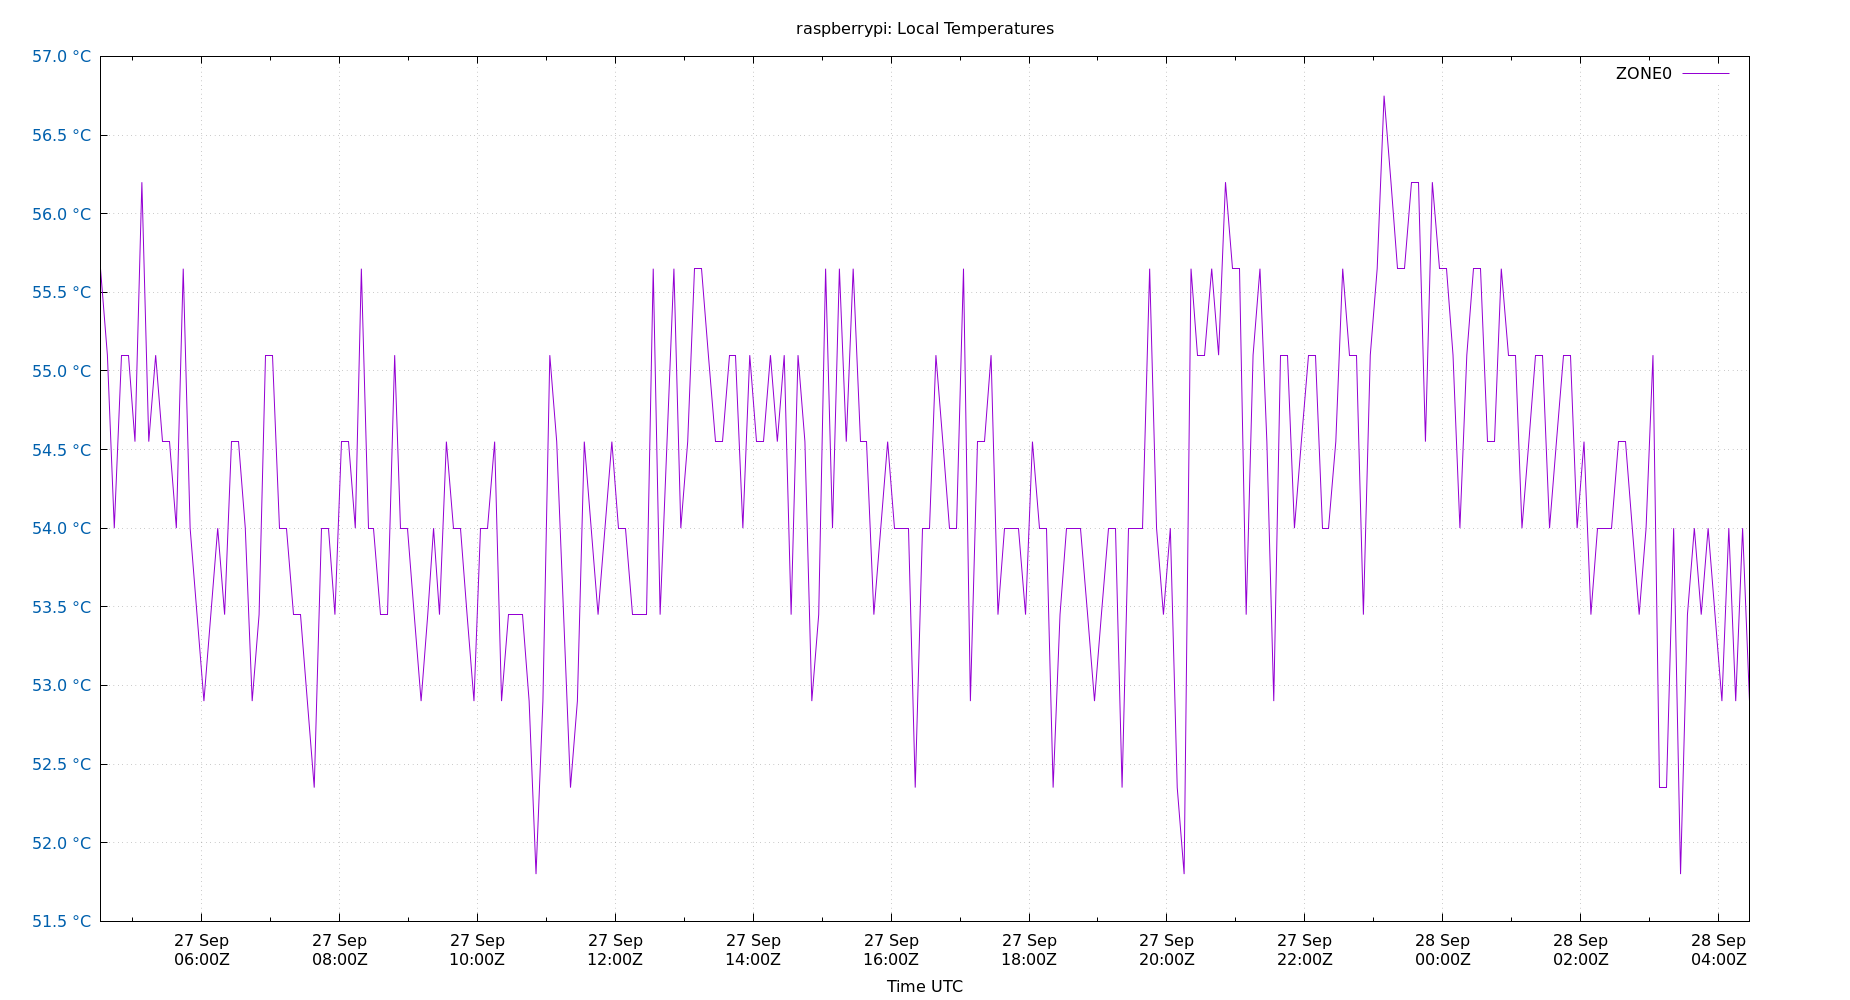 raspberrypi: Local Temperatures
57.0 °C
ZONE0
56.5 °C
56.0 °C
55.5 °C
55.0 °C
54.5 °C
54.0 °C
53.5 °C
53.0 °C
52.5 °C
52.0 °C
51.5 °C
27 Sep 27 Sep 27 Sep 27 Sep 27 Sep 27 Sep 27 Sep 27 Sep 27 Sep 28 Sep 28 Sep 28 Sep
06:00Z 08:00Z 10:00Z 12:00Z 14:00Z 16:00Z 18:00Z 20:00Z 22:00Z 00:00Z 02:00Z 04:00Z
Time UTC